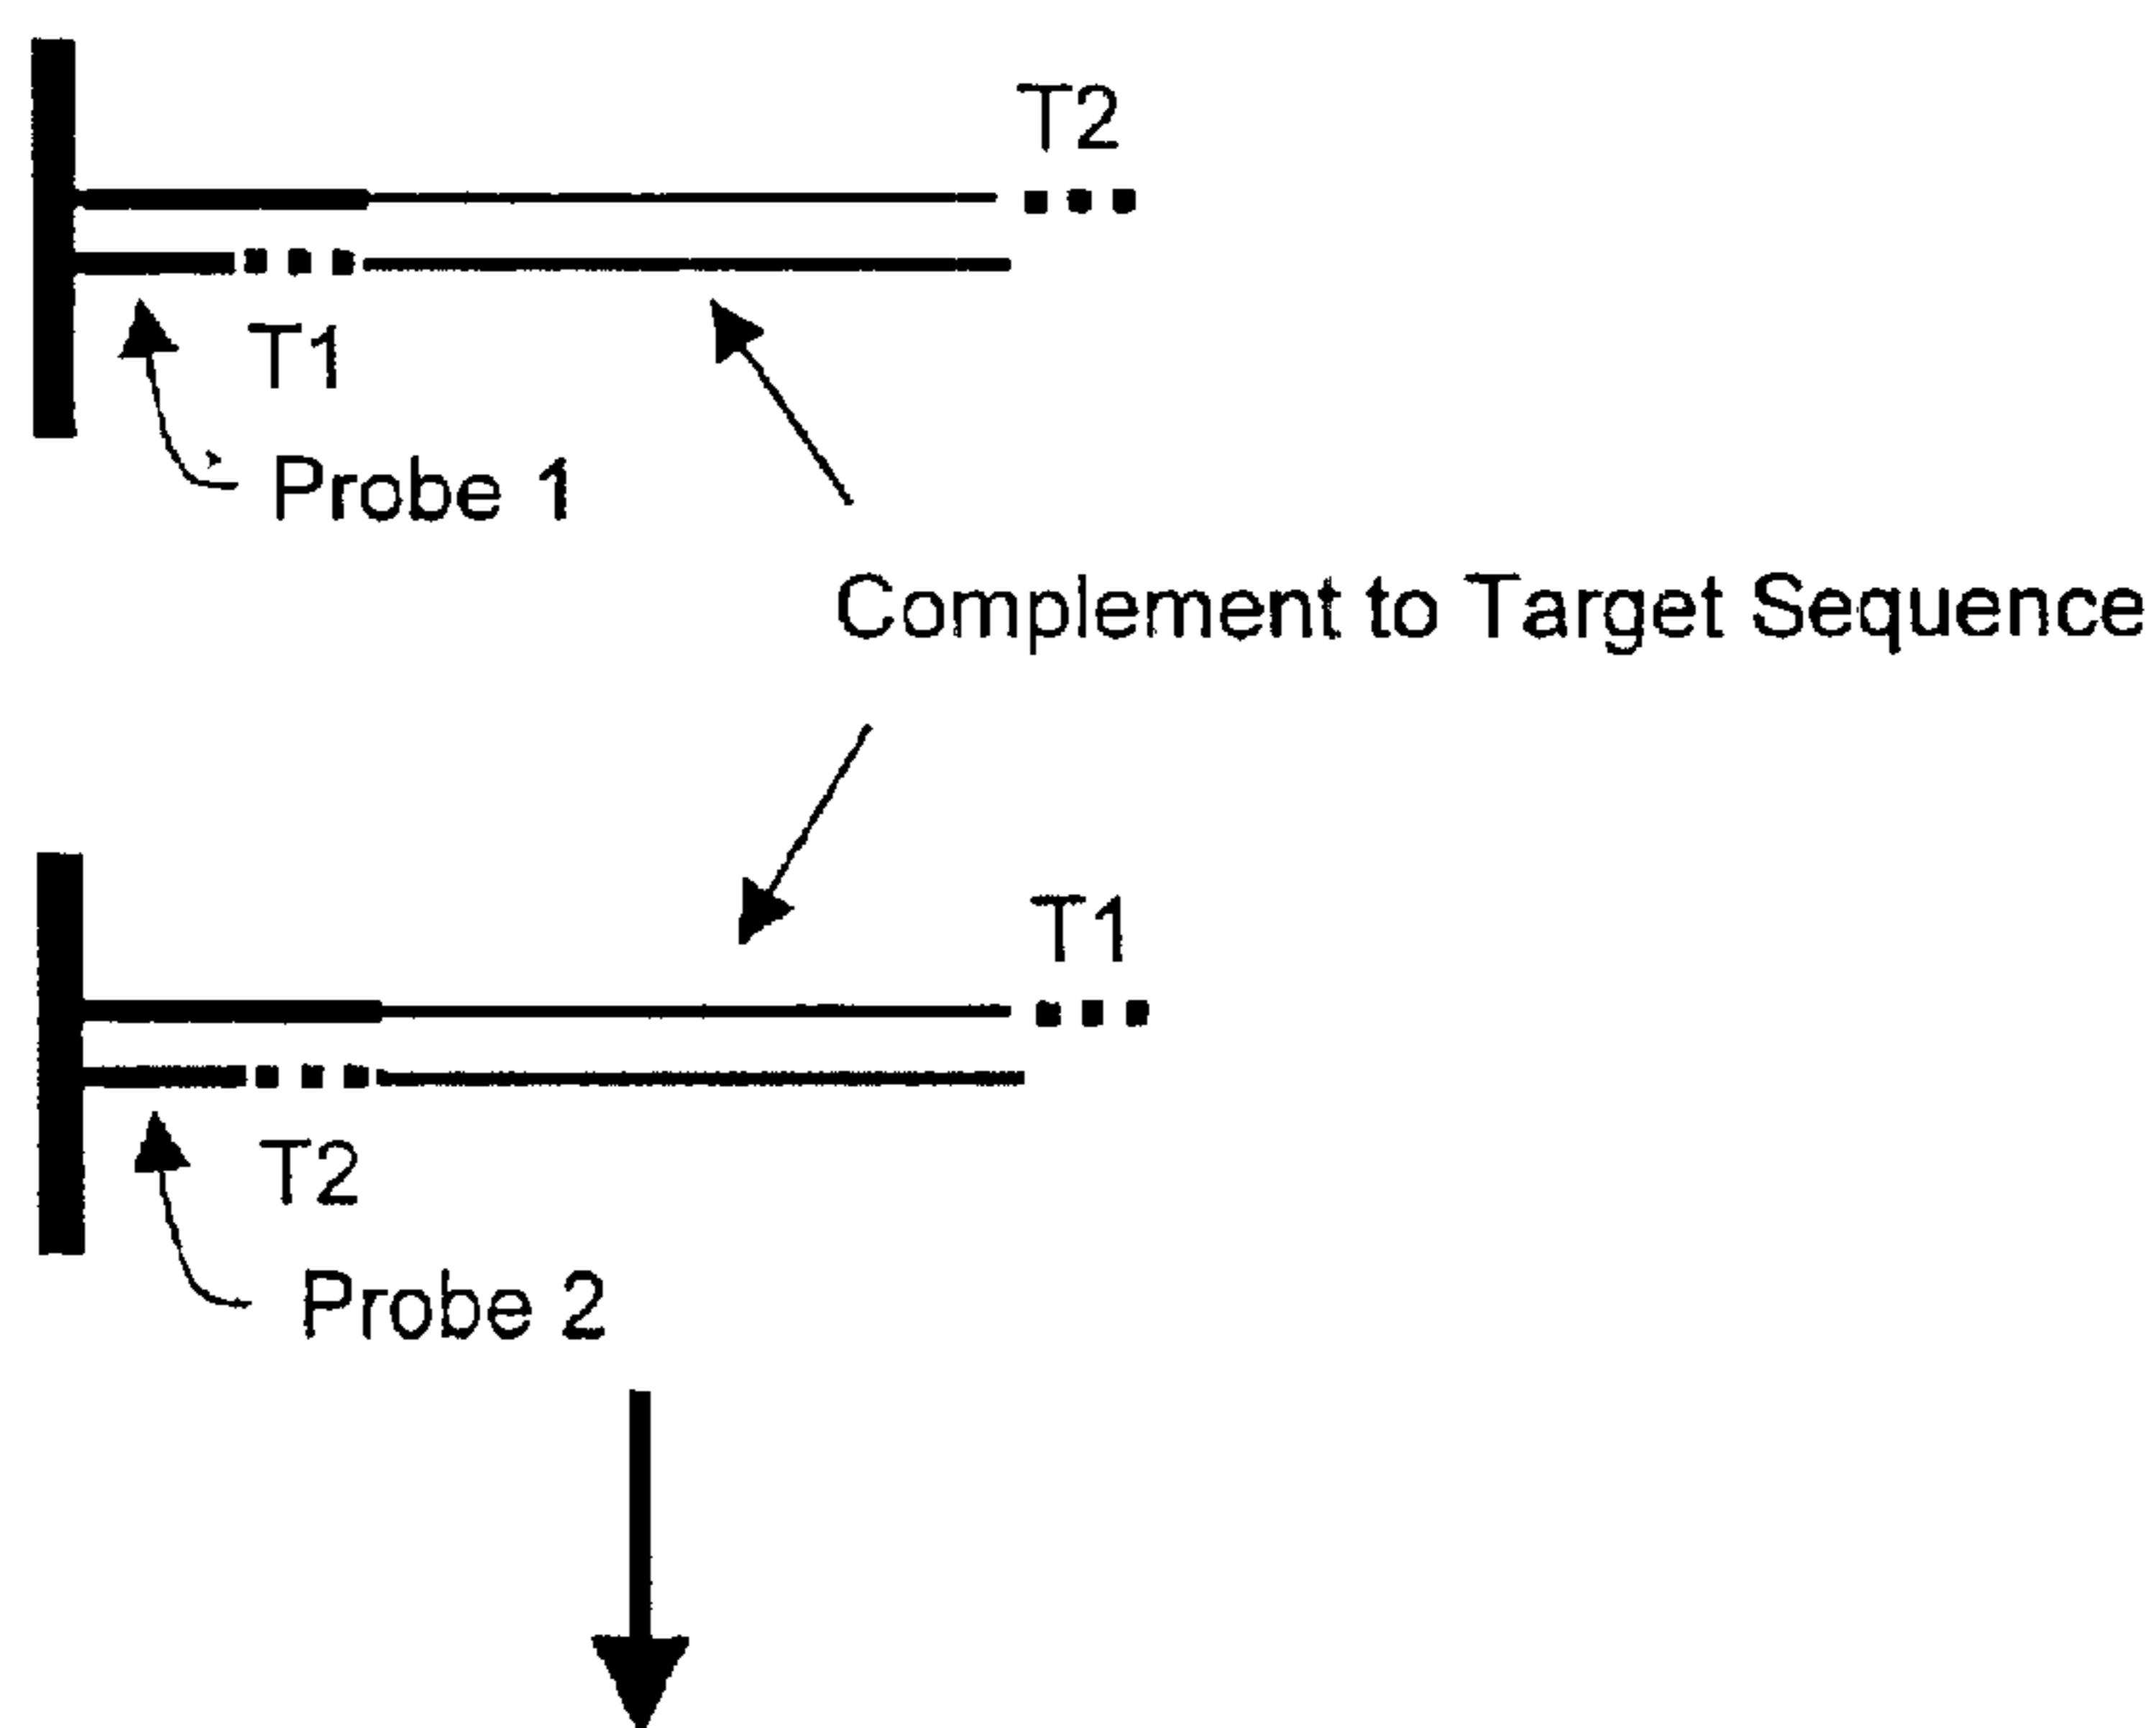 T2
T1
Probe 1
Complement to Target Sequence
T1
T2
Probe 2